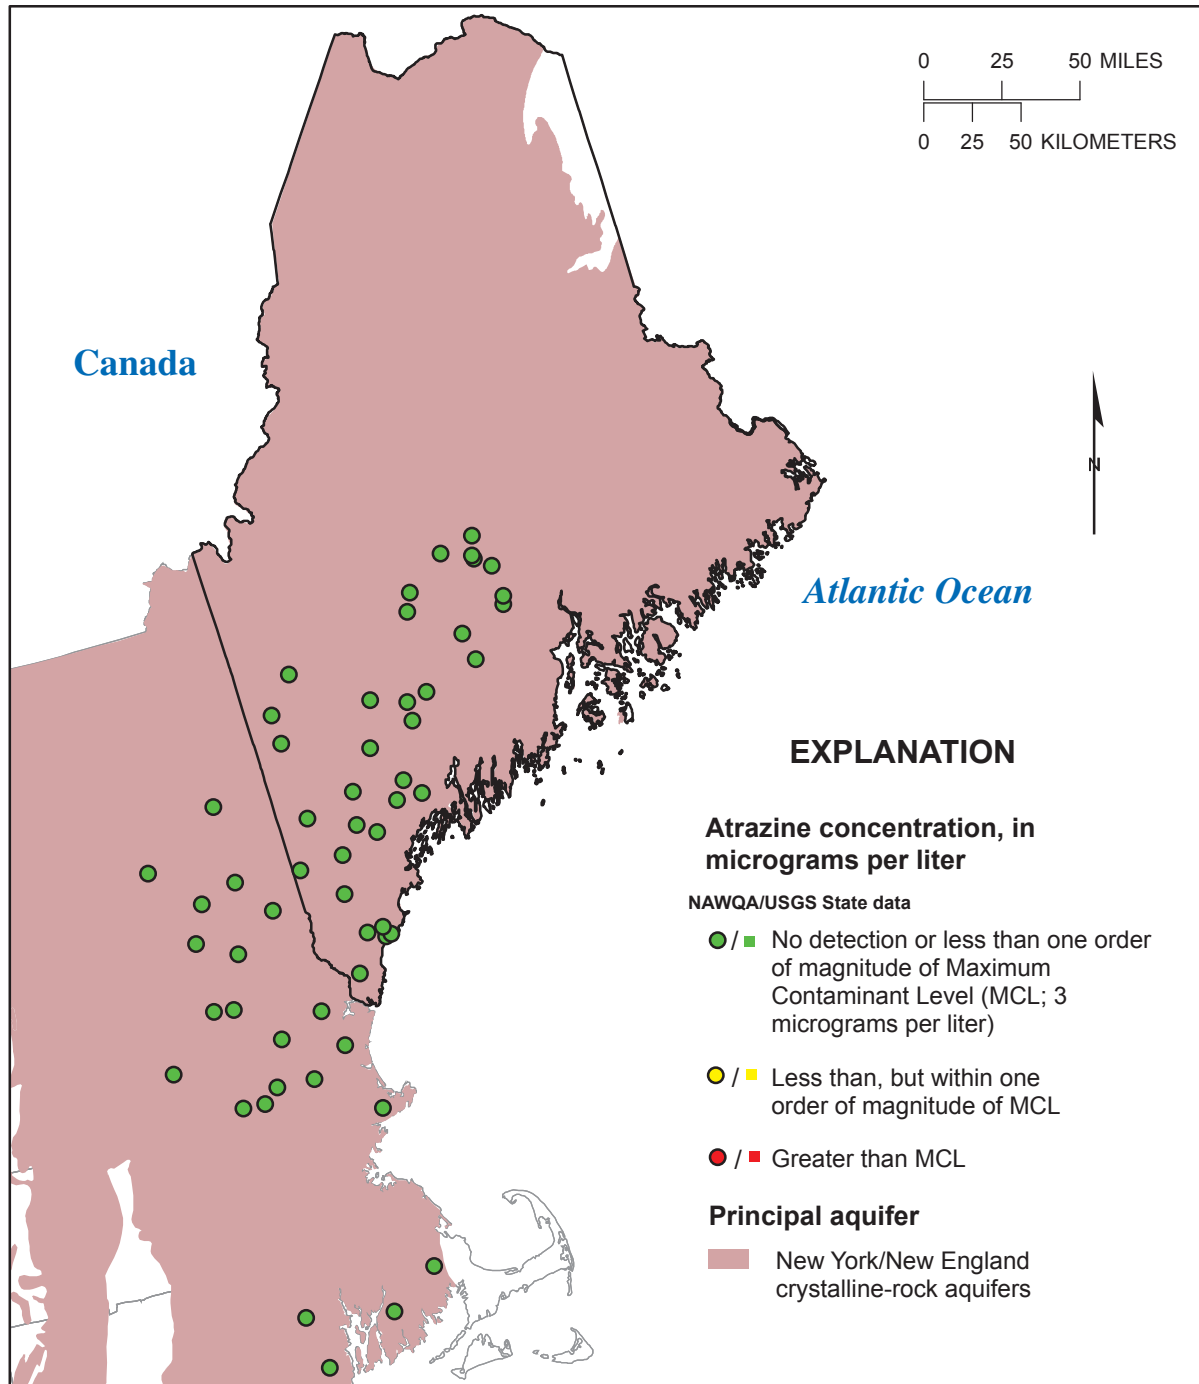 0 25 50 MILES
0 25 50 KILOMETERS
Canada
N
Atlantic Ocean
EXPLANATION
Atrazine concentration, in
micrograms per liter
NAWQA/USGS State data
/ No detection or less than one order
of magnitude of Maximum
Contaminant Level (MCL; 3
micrograms per liter)
/ Less than, but within one
order of magnitude of MCL
/ Greater than MCL
Principal aquifer
New York/New England
crystalline-rock aquifers